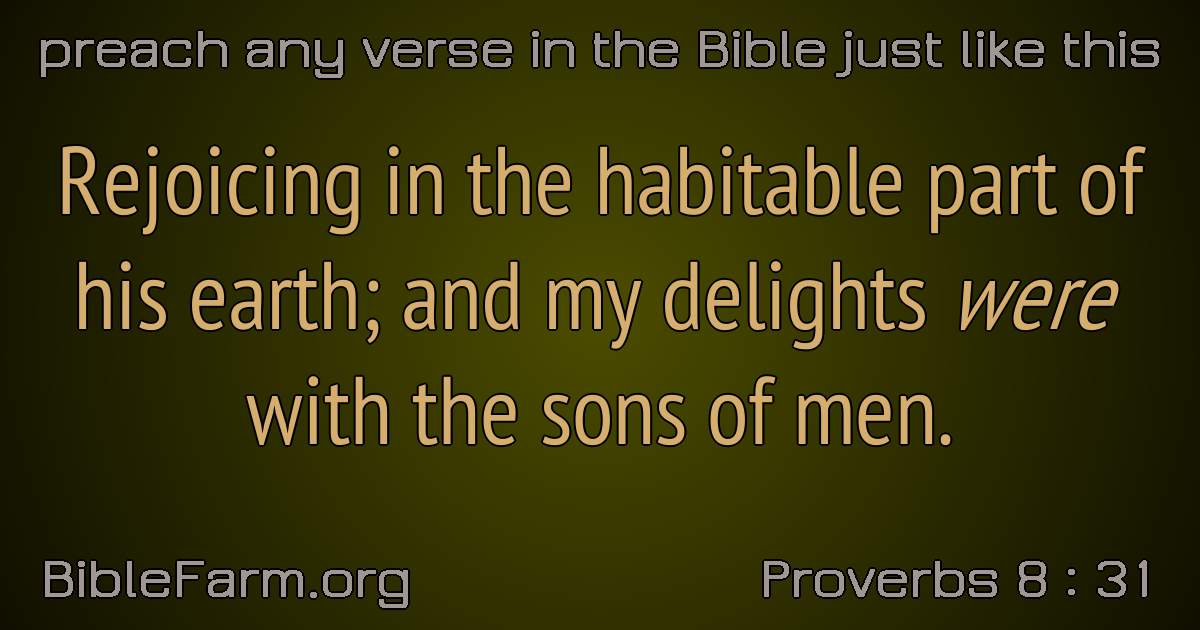 preach any verse in the Bible just like this
Rejoicing in the habitable part of
his earth; and my delights were
with the sons of men.
BibleFarm.org
Proverbs 8 : 31